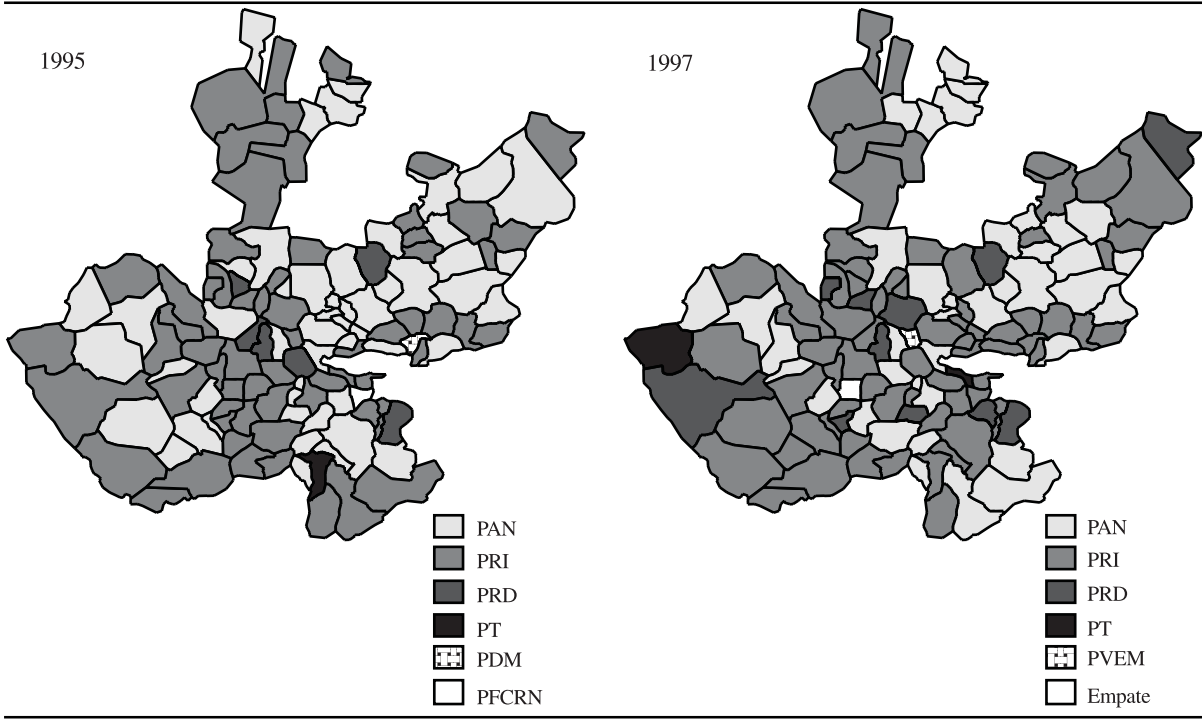 1995
PAN
PRI
PRD
PT
PDM
PFCRN
1997
PAN
PRI
PRD
PT
PVEM
Empate